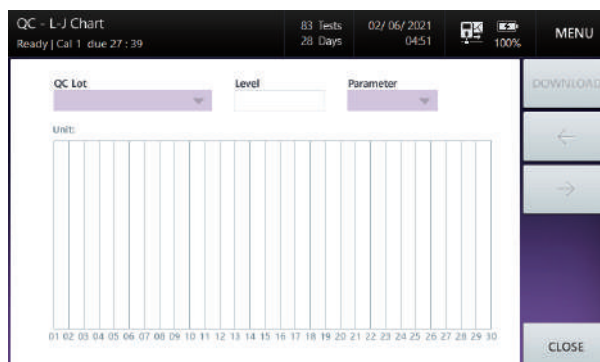 QC - L-J Chart
Ready | Cal 1 due 27 : 39
83 Tests
28 Days
02/ 06/ 2021
04:51
100%
MENU
QC Lot
Level
Parameter
Unit:
01 02 03 04 05 06 07 08 09 10 11 12 13 14 15 16 17 18 19 20 21 22 23 24 25 26 27 28 29 30
DOWNLOAD
CLOSE